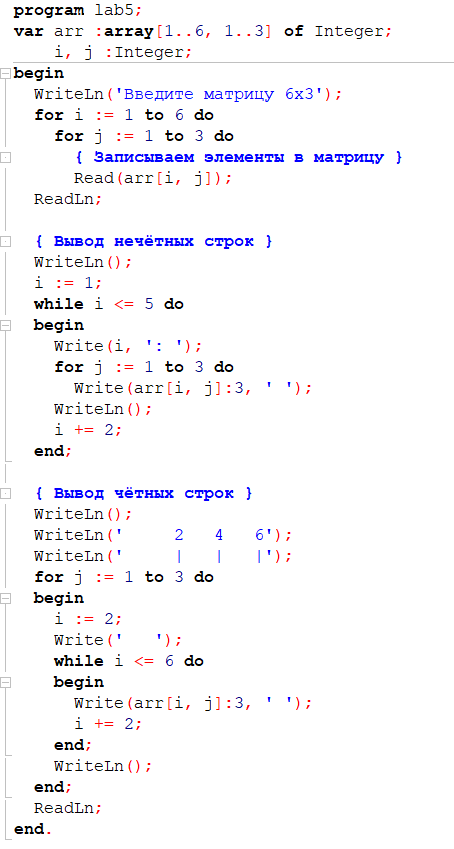 program lab5;
var arr :array[1..6, 1..3] of Integer;
    i, j :Integer;
begin
  WriteLn('Введите матрицу 6x3');
  for i := 1 to 6 do
    for j := 1 to 3 do
      { Записываем элементы в матрицу }
      Read(arr[i, j]);
  ReadLn;

  { Вывод нечётных строк }
  WriteLn();
  i := 1;
  while i <= 5 do
  begin
    Write(i, ': ');
    for j := 1 to 3 do
      Write(arr[i, j]:3, ' ');
    WriteLn();
    i += 2;
  end;

  { Вывод чётных строк }
  WriteLn();
  WriteLn('     2   4   6');
  WriteLn('     |   |   |');
  for j := 1 to 3 do
  begin
    i := 2;
    Write('   ');
    while i <= 6 do
    begin
      Write(arr[i, j]:3, ' ');
      i += 2;
    end;
    WriteLn();
  end;
  ReadLn;
end.